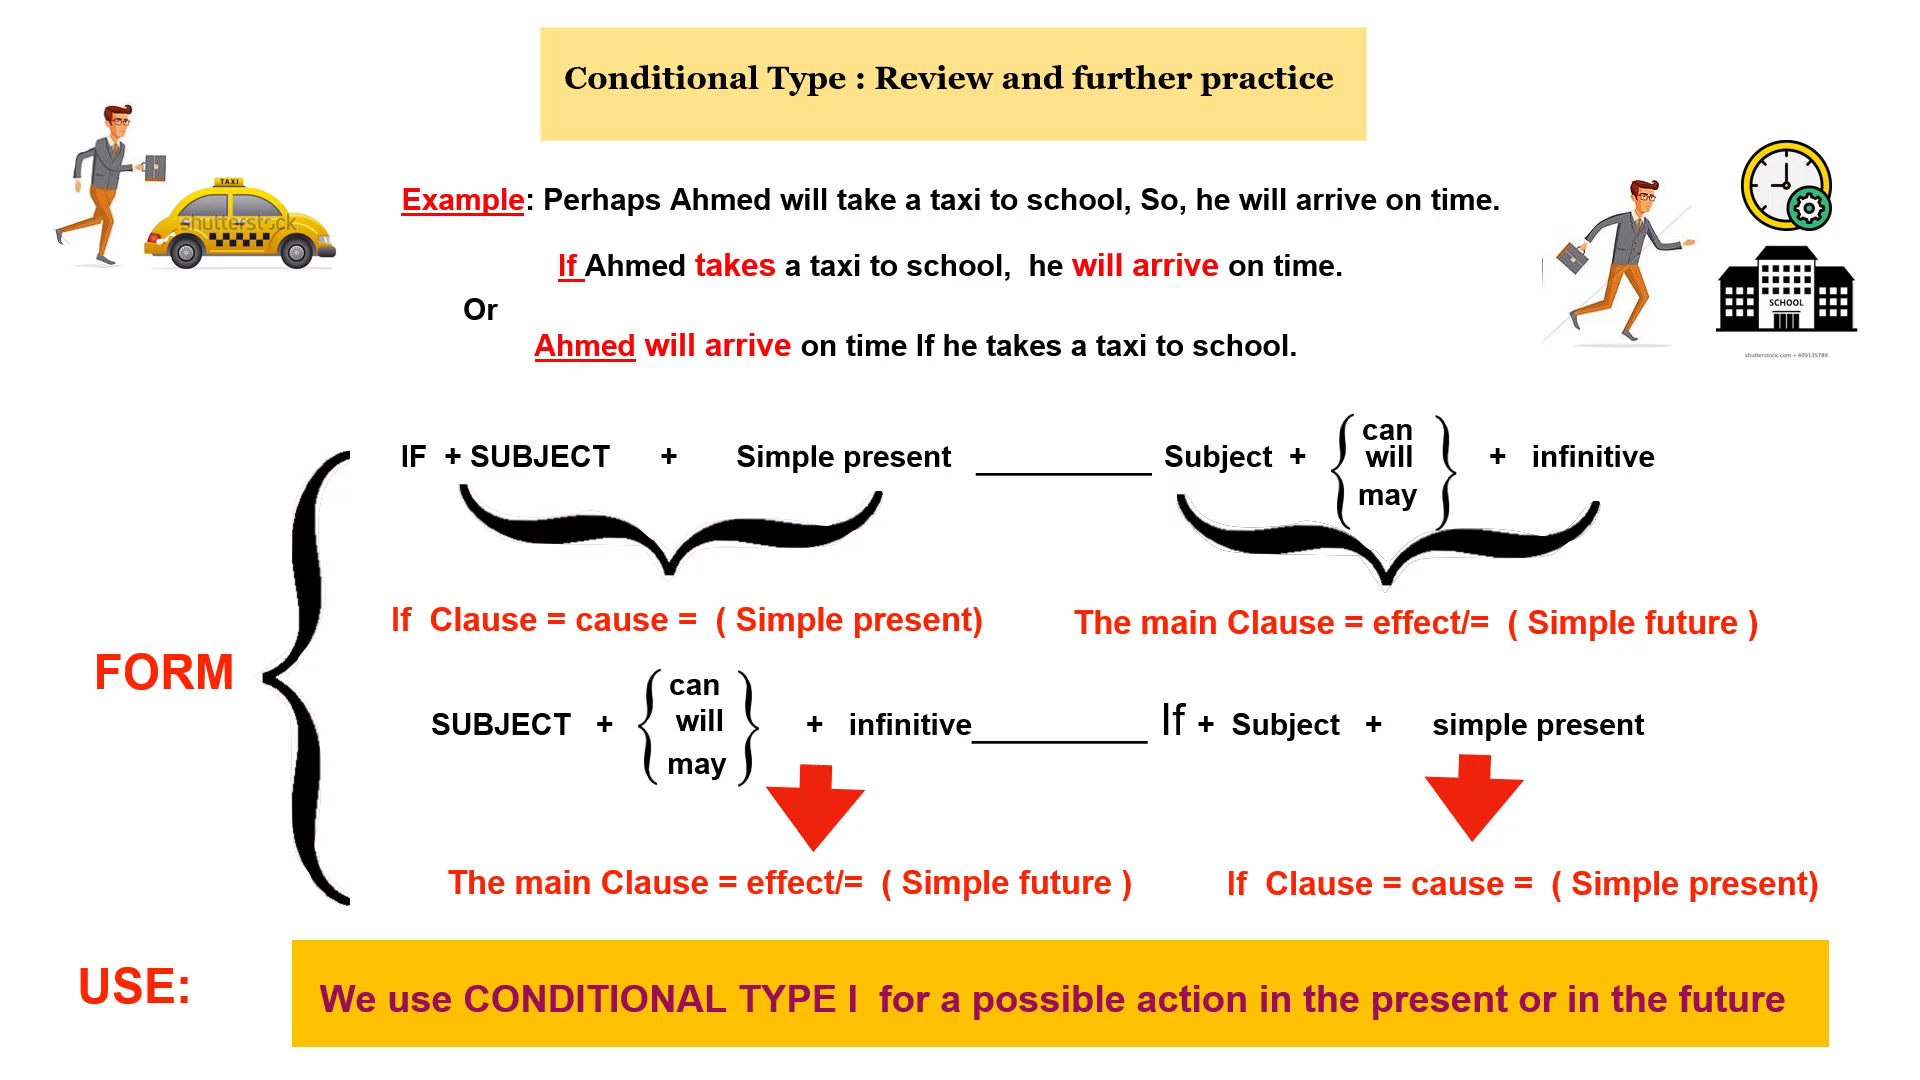 Conditional Type : Review and further practice
TAXI
shutterstock
Example: Perhaps Ahmed will take a taxi to school, So, he will arrive on time.
If Ahmed takes a taxi to school, he will arrive on time.
Or
Ahmed will arrive on time If he takes a taxi to school.
SCHOOL
shutterstock.com • 409135789
IF + SUBJECT + Simple present __________ Subject + { can will may } + infinitive
If Clause = cause = ( Simple present)
The main Clause = effect/= ( Simple future )
FORM
SUBJECT + { can will may } + infinitive__________ If + Subject + simple present
The main Clause = effect/= ( Simple future )
If Clause = cause = ( Simple present)
USE:
We use CONDITIONAL TYPE I for a possible action in the present or in the future